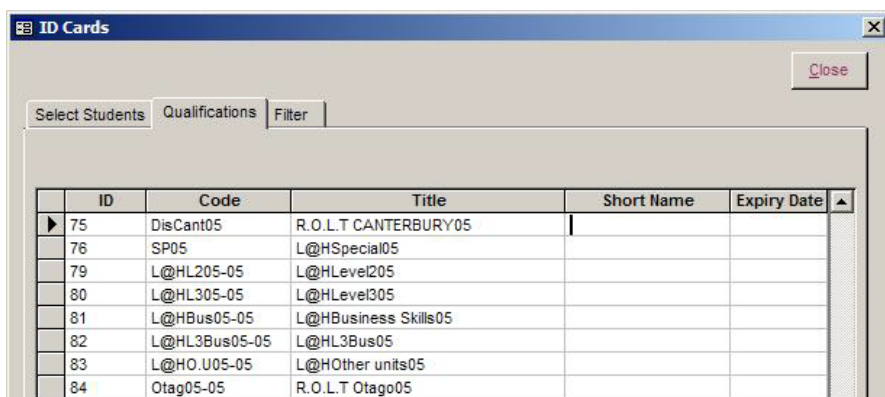 ID Cards
Close
Select Students Qualifications Filter
ID Code Title Short Name Expiry Date
75 DisCant05 R.O.L.T CANTERBURY05
76 SP05 L@HSpecial05
79 L@HL205-05 L@HLevel205
80 L@HL305-05 L@HLevel305
81 L@HBus05-05 L@HBusiness Skills05
82 L@HL3Bus05-05 L@HL3Bus05
83 L@HO.U05-05 L@HOther units05
84 Otag05-05 R.O.L.T Otago05